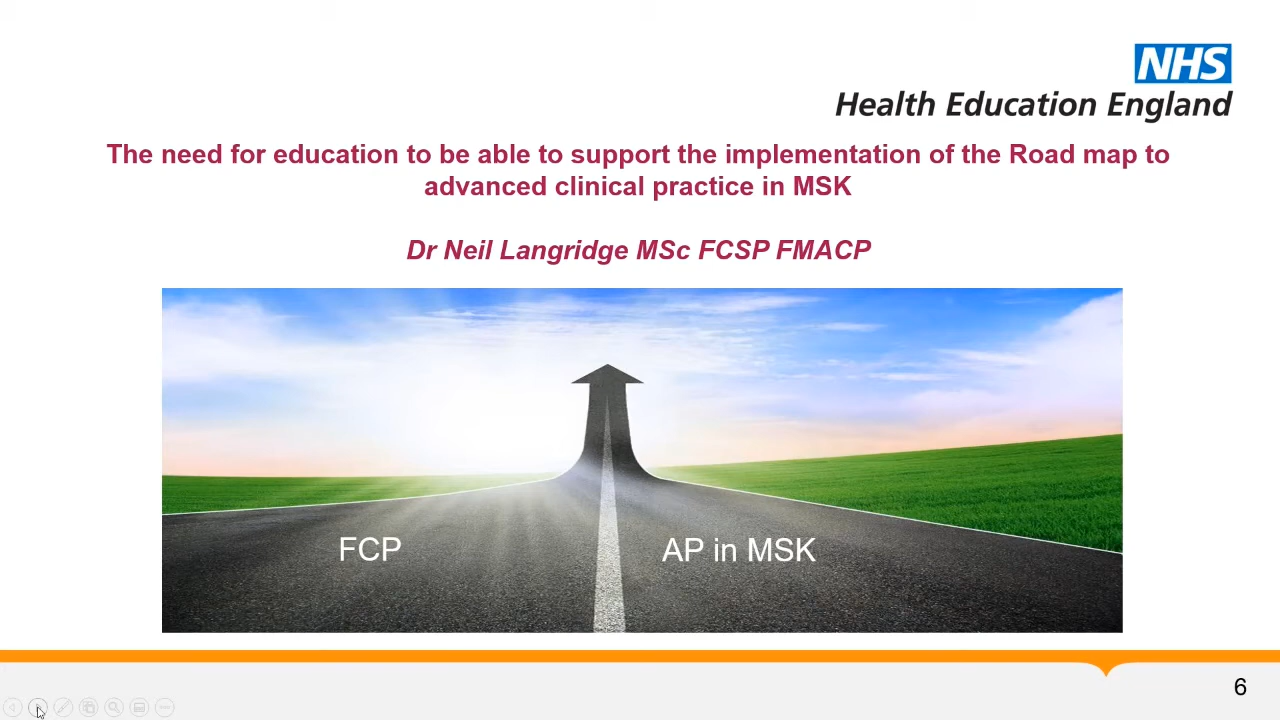 NHS
Health Education England
The need for education to be able to support the implementation of the Road map to
advanced clinical practice in MSK
Dr Neil Langridge MSc FCSP FMACP
FCP
AP in MSK
6